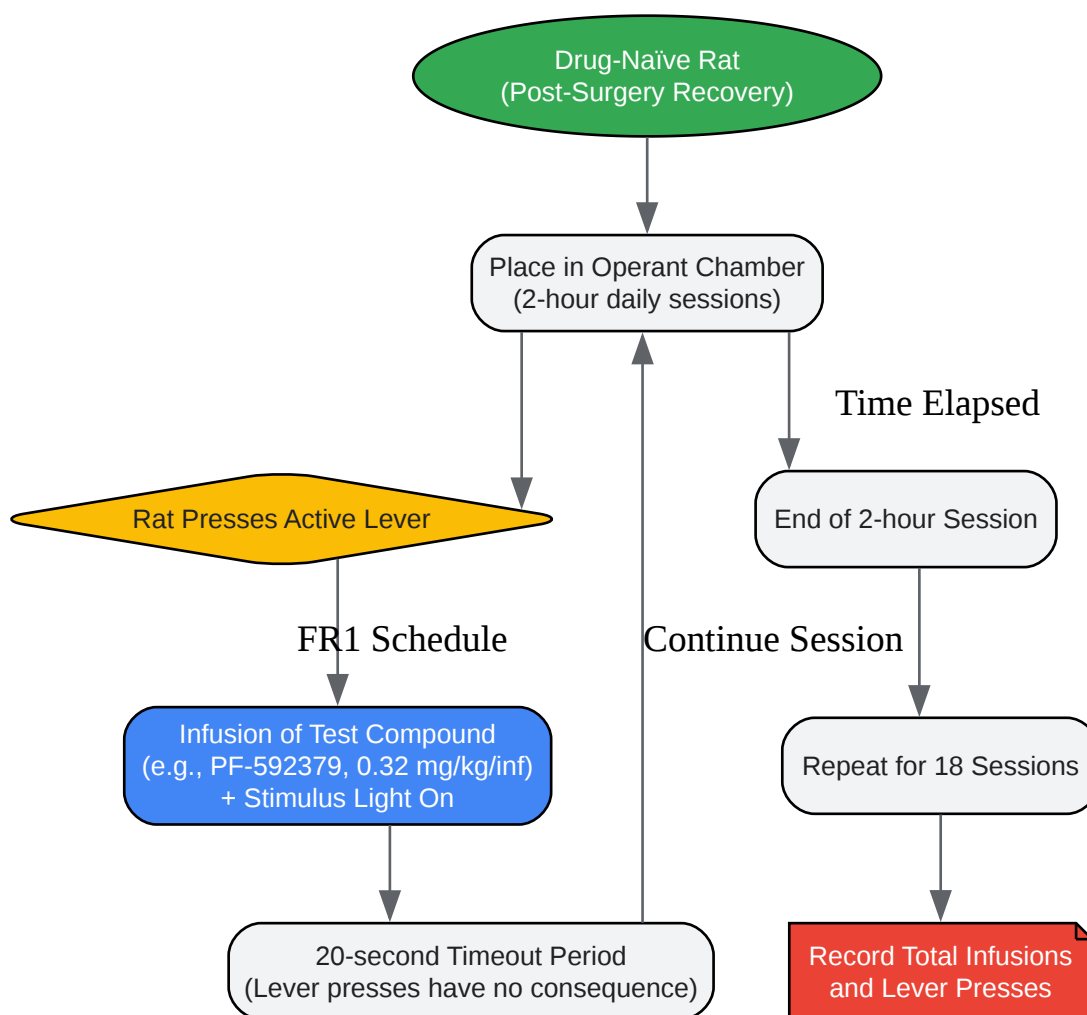 Drug-Naïve Rat
(Post-Surgery Recovery)
Place in Operant Chamber
(2-hour daily sessions)
Time Elapsed
Rat Presses Active Lever
End of 2-hour Session
FR1 Schedule
Continue Session
Infusion of Test Compound
(e.g., PF-592379, 0.32 mg/kg/inf)
+ Stimulus Light On
Repeat for 18 Sessions
20-second Timeout Period
(Lever presses have no consequence)
Record Total Infusions
and Lever Presses